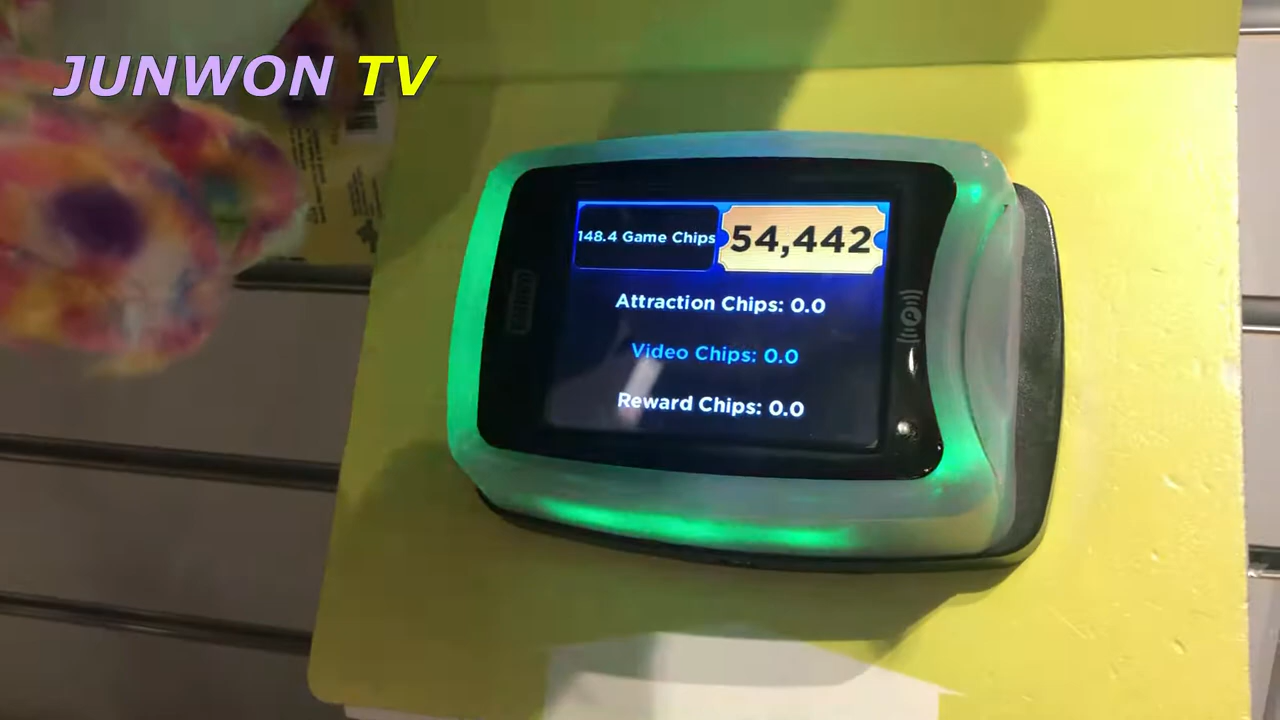 JUNWON TV
148.4 Game Chips
54,442
Attraction Chips: 0.0
Video Chips: 0.0
Reward Chips: 0.0